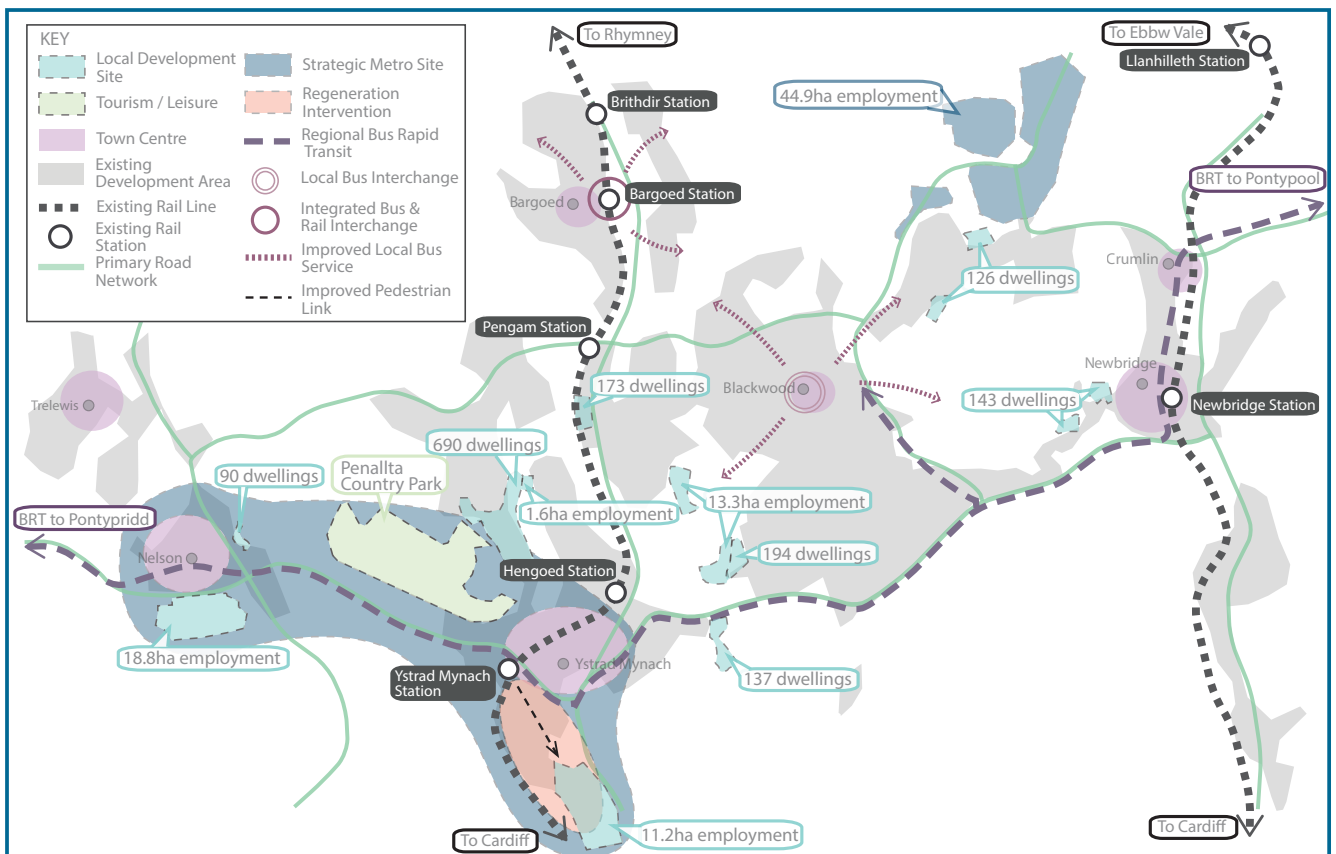 KEY
Local Development
Site
Tourism / Leisure
Town Centre
Existing
Development Area
Existing Rail Line
Existing Rail
Station
Primary Road
Network
Strategic Metro Site
Regeneration
Intervention
Regional Bus Rapid
Transit
Local Bus Interchange
Integrated Bus &
Rail Interchange
Improved Local Bus
Service
Improved Pedestrian
Link
To Rhymney
To Ebbw Vale
Llanhilleth Station
Brithdir Station
44.9ha employment
BRT to Pontypool
Bargoed Station
Bargoed
Crumlin
126 dwellings
Pengam Station
Newbridge
173 dwellings
Blackwood
Trelewis
143 dwellings
Newbridge Station
690 dwellings
Penallta
Country Park
90 dwellings
13.3ha employment
1.6ha employment
BRT to Pontypridd
194 dwellings
Nelson
Hengoed Station
18.8ha employment
Ystrad Mynach
Ystrad Mynach
Station
137 dwellings
To Cardiff
11.2ha employment
To Cardiff